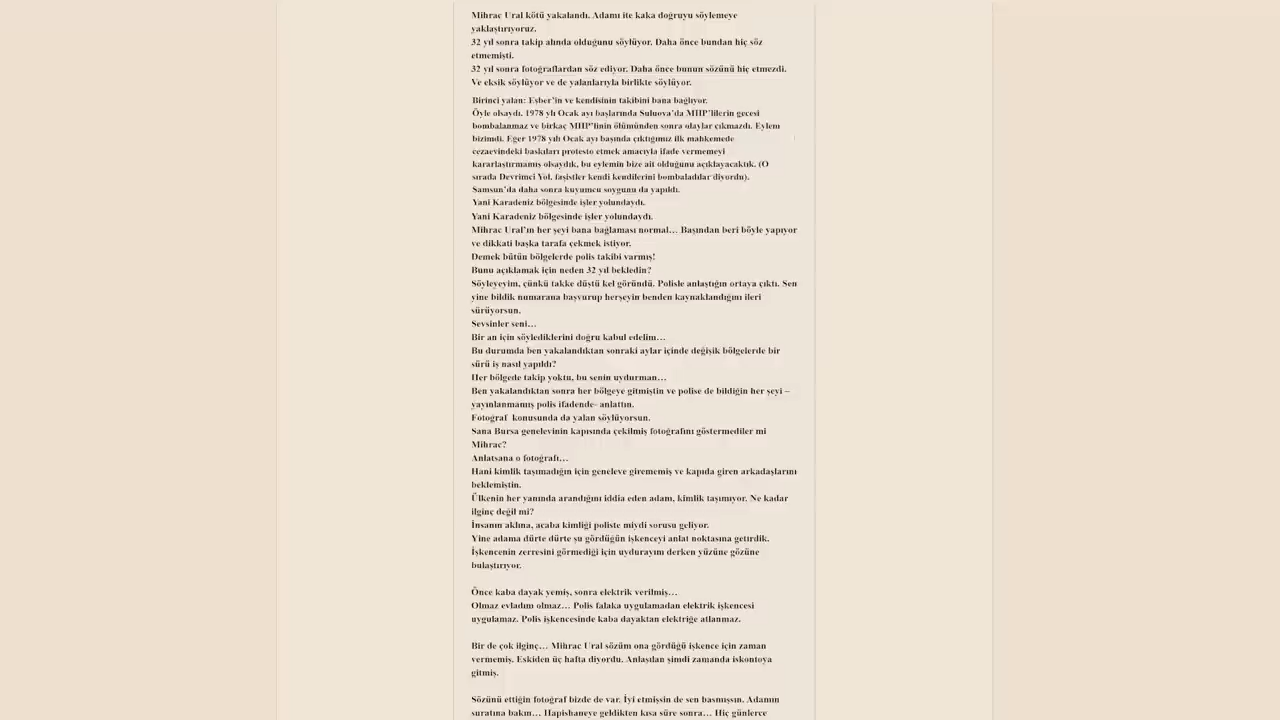 Mihraç Ural kötü yakalandı. Adamı ite kaka doğruyu söylemeye
yaklaştırıyoruz.
32 yıl sonra takip alında olduğunu söylüyor. Daha önce bundan hiç söz
etmemişti.
32 yıl sonra fotoğraflardan söz ediyor. Daha önce bunun sözünü hiç etmezdi.
Ve eksik söylüyor ve de yalanlarıyla birlikte söylüyor.
Birinci yalan: Eşber'in ve kendisinin takibini bana bağlıyor.
Öyle olsaydı, 1978 yılı Ocak ayı başlarında Suluova'da MHP'lilerin gecesi
bombalanmaz ve birkaç MHP'linin ölümünden sonra olaylar çıkmazdı. Eylem
bizimdi. Eğer 1978 yılı Ocak ayı başında çıktığımız ilk mahkemede
cezaevindeki baskıları protesto etmek amacıyla ifade vermemeyi
kararlaştırmamış olsaydık, bu eylemin bize ait olduğunu açıklayacaktık. (O
sırada Devrimci Yol, faşistler kendi kendilerini bombaladılar diyordu).
Samsun'da daha sonra kuyumcu soygunu da yapıldı.
Yani Karadeniz bölgesinde işler yolundaydı.
Yani Karadeniz bölgesinde işler yolundaydı.
Mihrac Ural'ın her şeyi bana bağlaması normal… Başından beri böyle yapıyor
ve dikkati başka tarafa çekmek istiyor.
Demek bütün bölgelerde polis takibi varmış!
Bunu açıklamak için neden 32 yıl bekledin?
Söyleyeyim, çünkü takke düştü kel göründü. Polisle anlaştığın ortaya çıktı. Sen
yine bildik numarana başvurup herşeyin benden kaynaklandığını ileri
sürüyorsun.
Sevsinler seni…
Bir an için söylediklerini doğru kabul edelim…
Bu durumda ben yakalandıktan sonraki aylar içinde değişik bölgelerde bir
sürü iş nasıl yapıldı?
Her bölgede takip yoktu, bu senin uydurman…
Ben yakalandıktan sonra her bölgeye gitmiştin ve polise de bildiğin her şeyi –
yayınlanmamış polis ifadende- anlattın.
Fotoğraf konusunda da yalan söylüyorsun.
Sana Bursa genelevinin kapısında çekilmiş fotoğrafını göstermediler mi
Mihrac?
Anlatsana o fotoğrafı…
Hani kimlik taşımadığın için geneleve girememiş ve kapıda giren arkadaşlarını
beklemiştin.
Ülkenin her yanında arandığını iddia eden adam, kimlik taşımıyor. Ne kadar
ilginç değil mi?
İnsanın aklına, acaba kimliği poliste miydi sorusu geliyor.
Yine adama dürte dürte şu gördüğün işkenceyi anlat noktasına getirdik.
İşkencenin zerresini görmediği için uydurayım derken yüzüne gözüne
bulaştırıyor.
Önce kaba dayak yemiş, sonra elektrik verilmiş…
Olmaz evladım olmaz… Polis falaka uygulamadan elektrik işkencesi
uygulamaz. Polis işkencesinde kaba dayaktan elektriğe atlanmaz.
Bir de çok ilginç… Mihrac Ural sözüm ona gördüğü işkence için zaman
vermemiş. Eskiden üç hafta diyordu. Anlaşılan şimdi zamanda iskontoya
gitmiş.
Sözünü ettiğin fotoğraf bizde de var. İyi etmişsin de sen basmışsın. Adamın
suratına bakın… Hapishaneye geldikten kısa süre sonra… Hiç günlerce